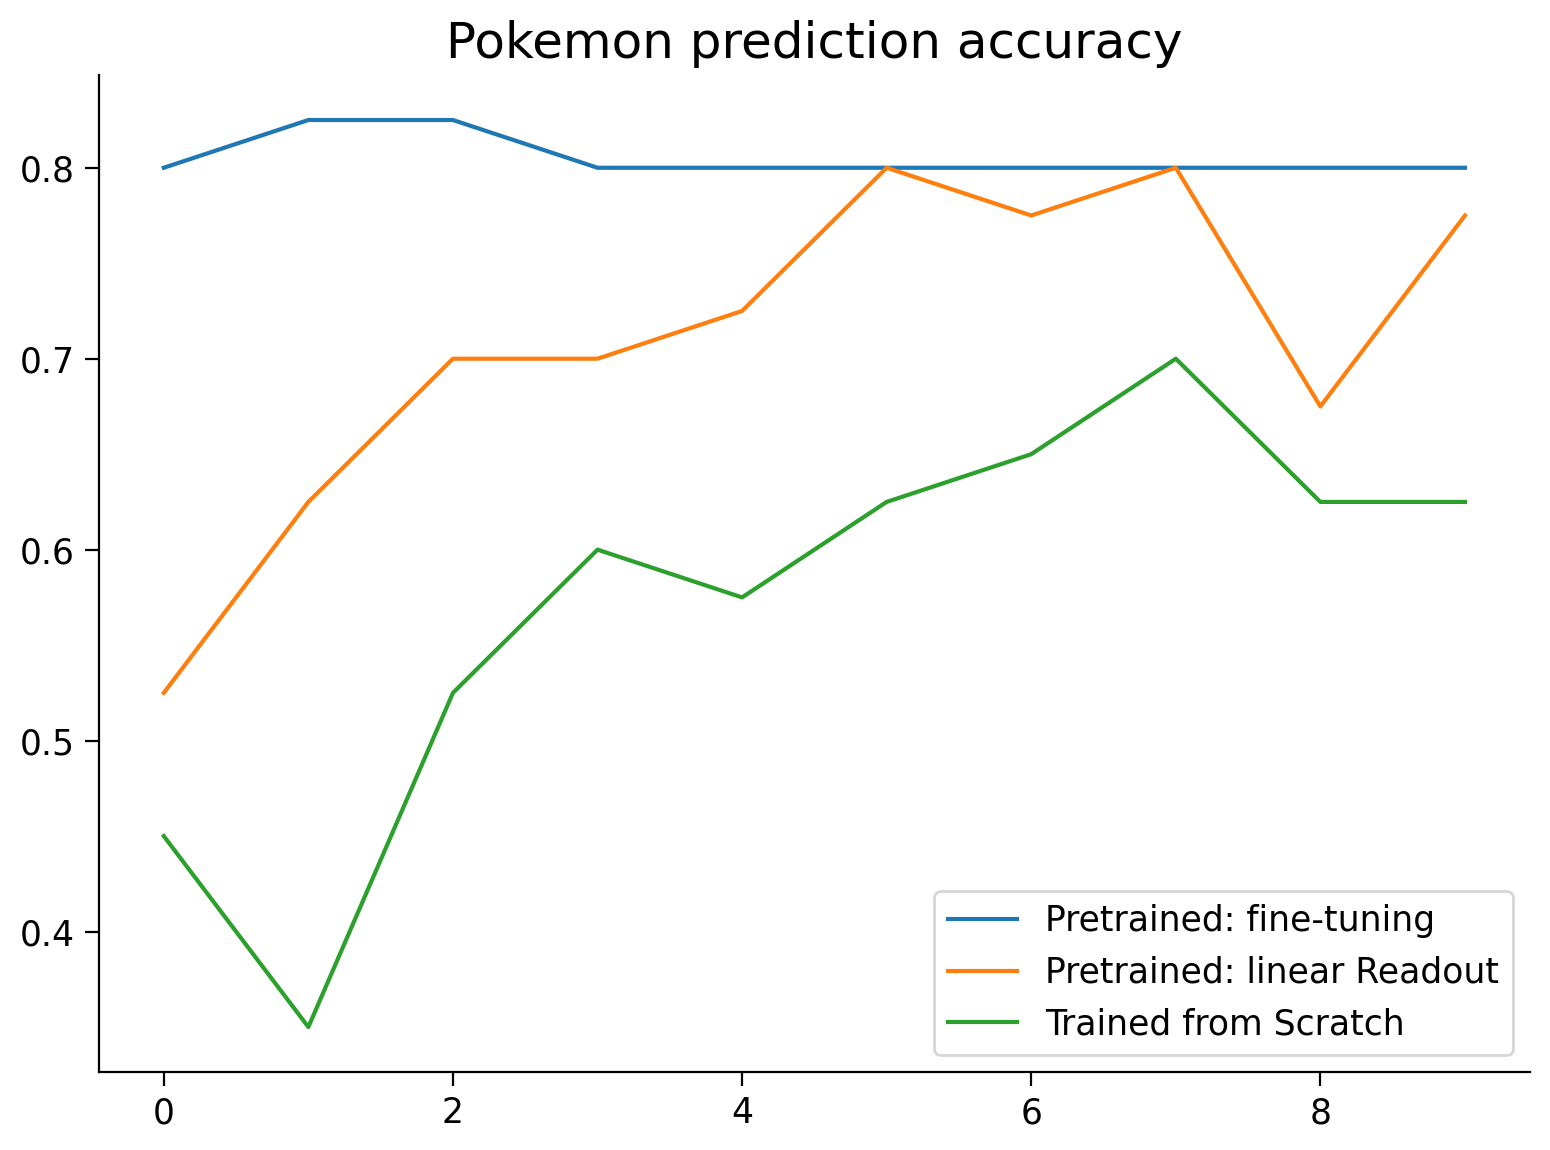 Pokemon prediction accuracy
0.8
0.7
0.6
0.5
0.4
0 2 4 6 8
Pretrained: fine-tuning
Pretrained: linear Readout
Trained from Scratch